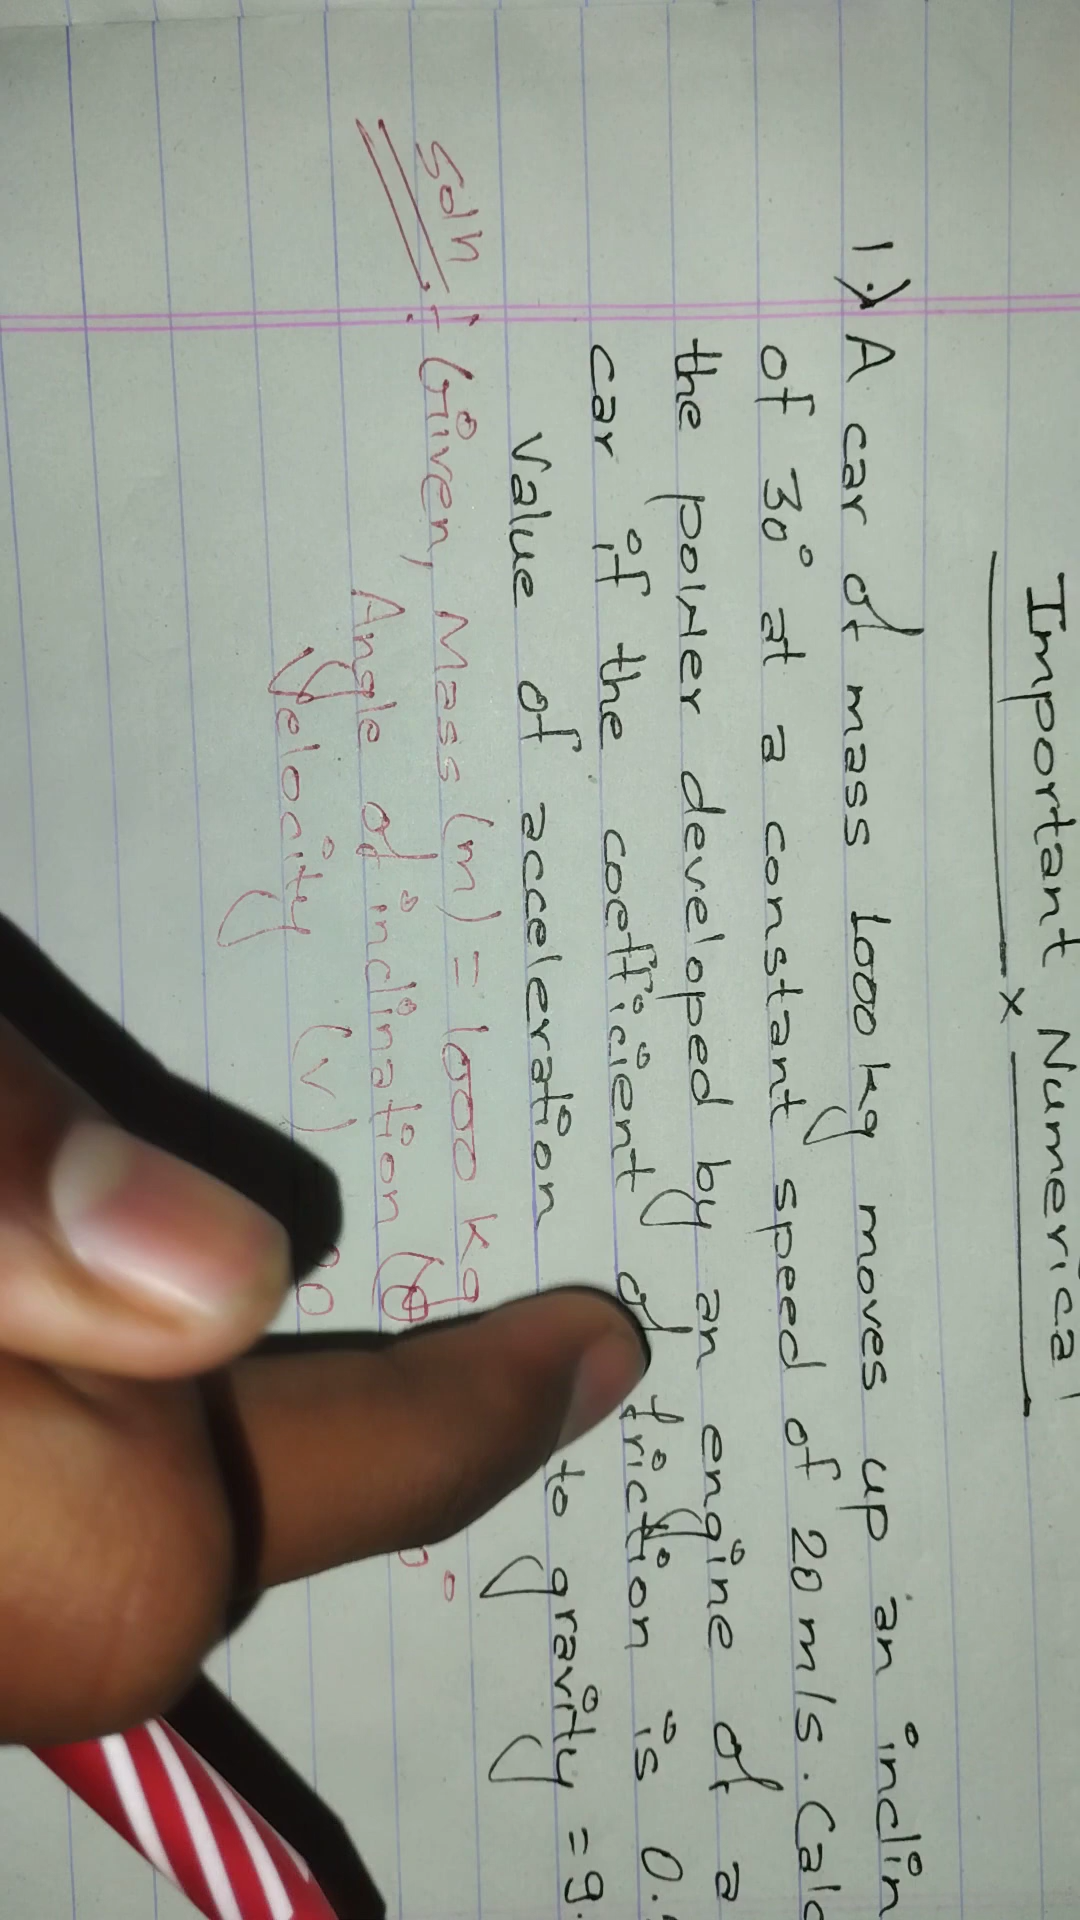 Important Numerical
x
1.) A car of mass 1000 kg moves up an inclin
of 30° at a constant speed of 20 m/s. Calc
the power developed by an engine of a
car if the coefficient of friction is 0.
Value of acceleration to gravity = 9.
Soln :- Given, Mass (m) = 1000 kg
Angle of inclination (θ
Velocity (v) 20